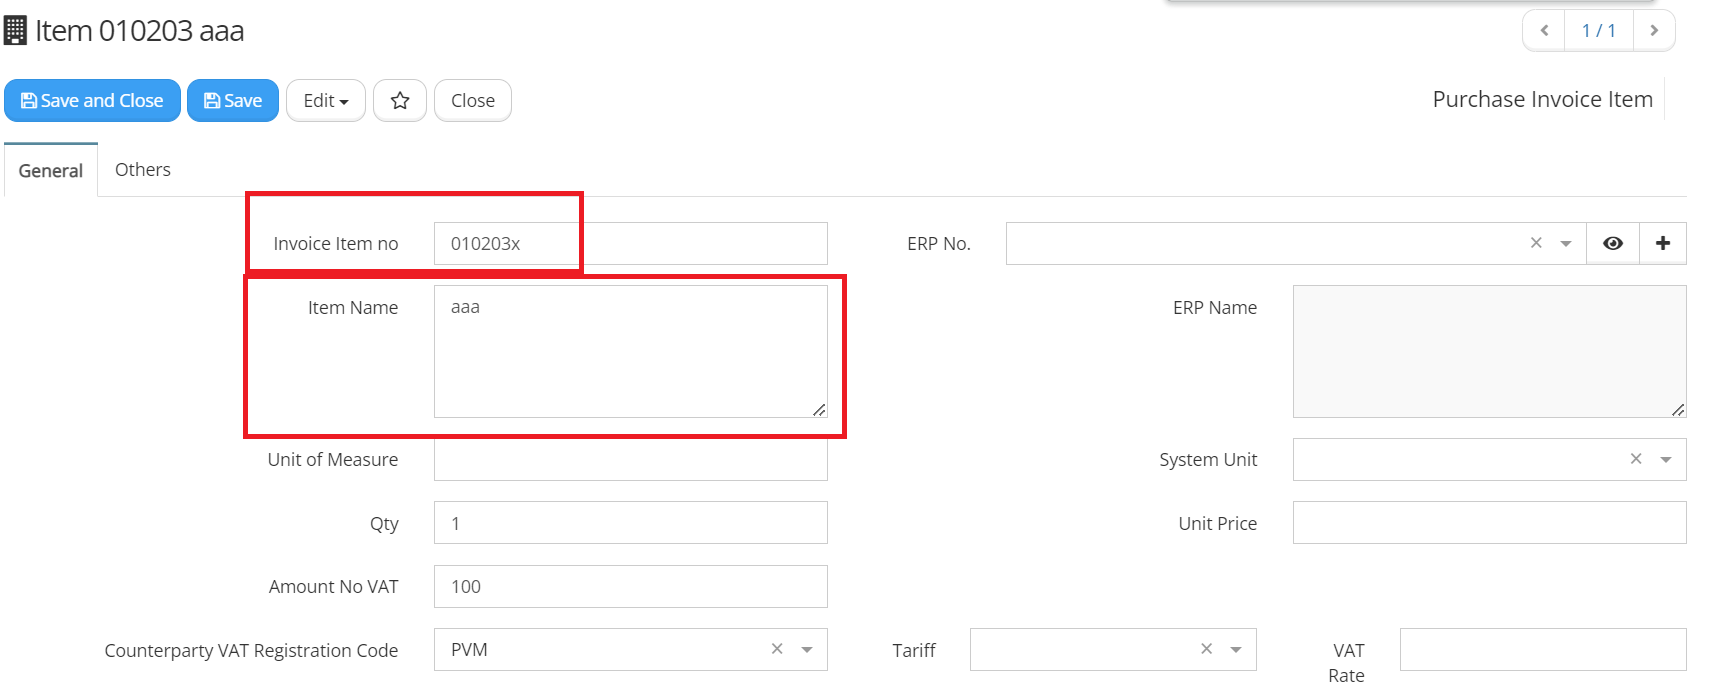 Item 010203 aaa
1 / 1
Save and Close Save Edit Close
Purchase Invoice Item
General Others
Invoice Item no 010203x ERP No.
Item Name aaa ERP Name
Unit of Measure System Unit
Qty 1 Unit Price
Amount No VAT 100
Counterparty VAT Registration Code PVM Tariff VAT
Rate